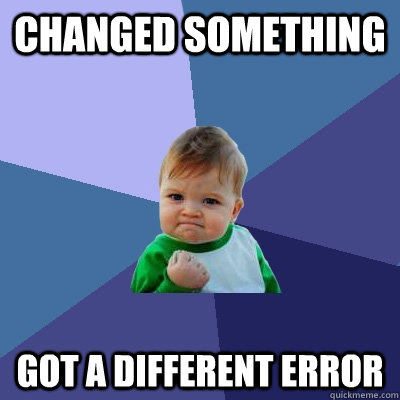 CHANGED SOMETHING
GOT A DIFFERENT ERROR
quickmeme.com